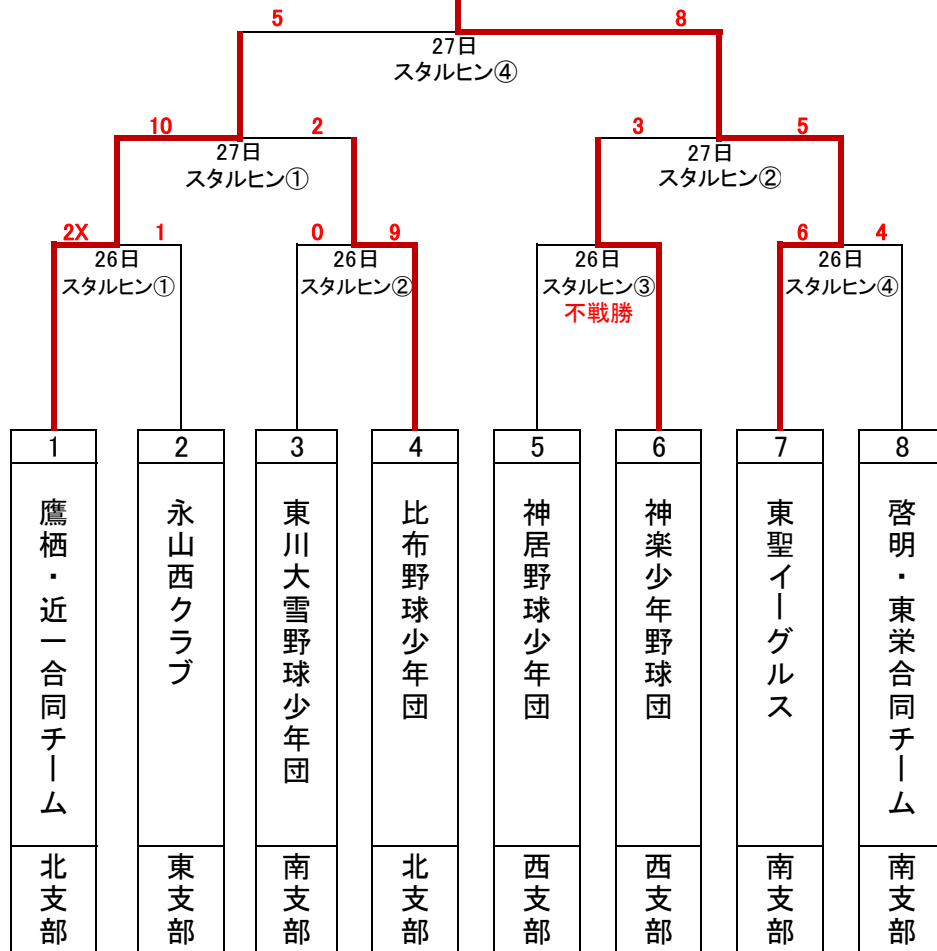 5 8
27日
スタルヒン④
10 2 3 5
27日 27日
スタルヒン① スタルヒン②
2X 1 0 9 6 4
26日 26日 26日 26日
スタルヒン① スタルヒン② スタルヒン③ スタルヒン④
不戦勝
1 2 3 4 5 6 7 8
鷹栖・近一合同チーム
永山西クラブ
東川大雪野球少年団
比布野球少年団
神居野球少年団
神楽少年野球団
東聖イーグルス
啓明・東栄合同チーム
北支部
東支部
南支部
北支部
西支部
西支部
南支部
南支部